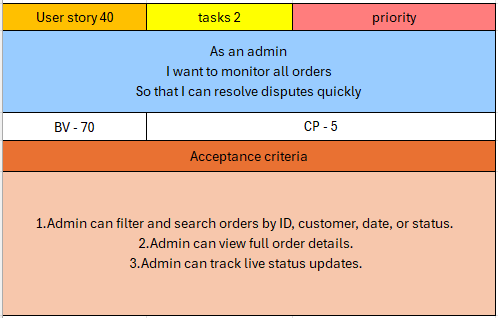 User story 40 tasks 2 priority
As an admin
I want to monitor all orders
So that I can resolve disputes quickly
BV - 70 CP - 5
Acceptance criteria
1.Admin can filter and search orders by ID, customer, date, or status.
2.Admin can view full order details.
3.Admin can track live status updates.